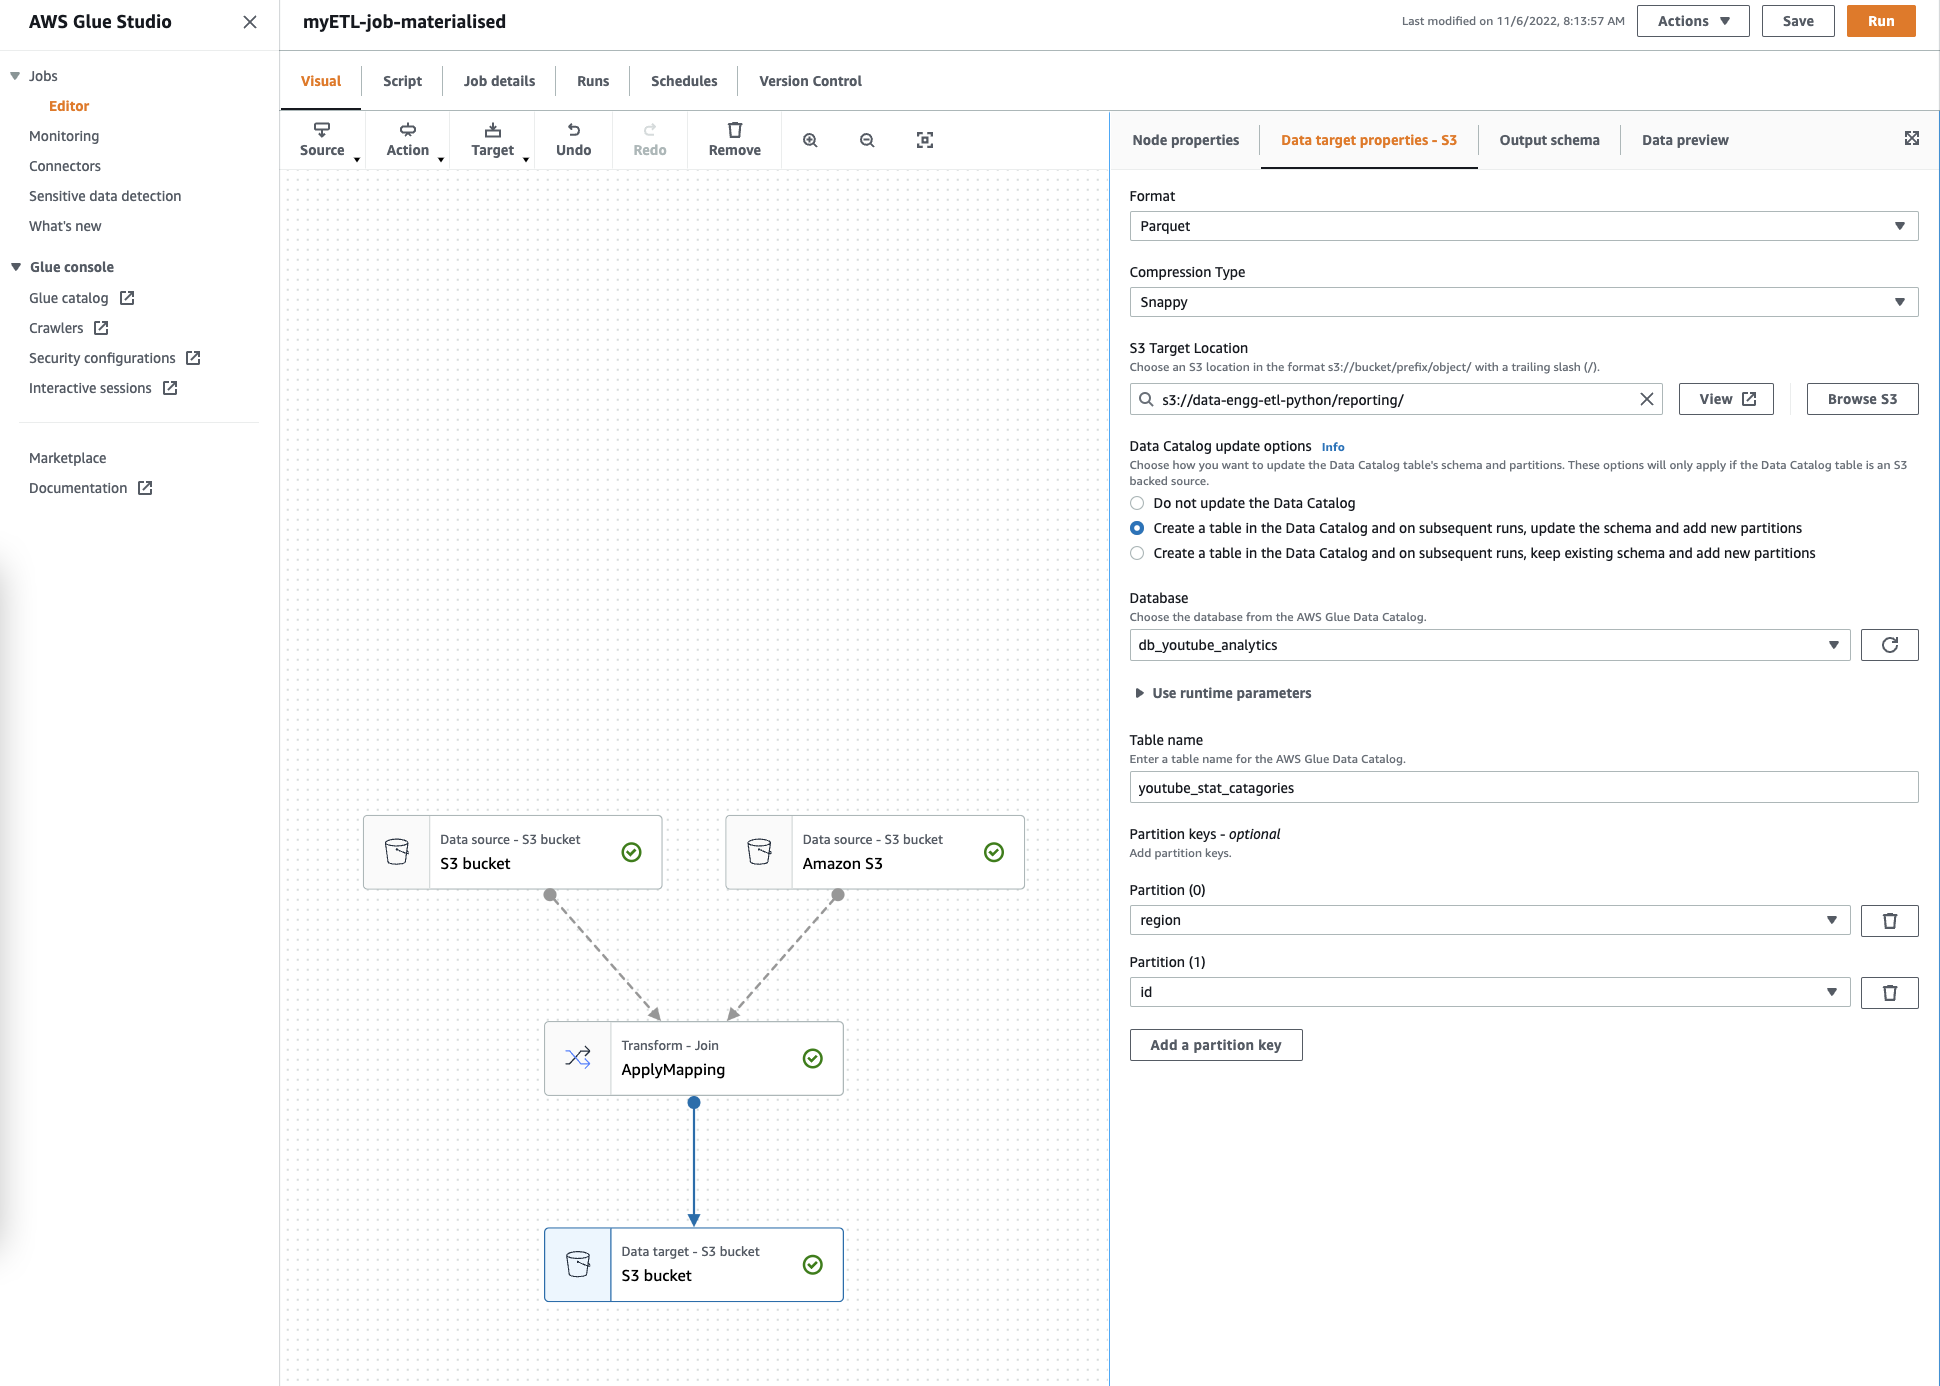 AWS Glue Studio
Jobs
Editor
Monitoring
Connectors
Sensitive data detection
What's new
Glue console
Glue catalog
Crawlers
Security configurations
Interactive sessions
Marketplace
Documentation
myETL-job-materialised
Last modified on 11/6/2022, 8:13:57 AM
Actions
Save
Run
Visual
Script
Job details
Runs
Schedules
Version Control
Source
Action
Target
Undo
Redo
Remove
Data source - S3 bucket
S3 bucket
Data source - S3 bucket
Amazon S3
Transform - Join
ApplyMapping
Data target - S3 bucket
S3 bucket
Node properties
Data target properties - S3
Output schema
Data preview
Format
Parquet
Compression Type
Snappy
S3 Target Location
Choose an S3 location in the format s3://bucket/prefix/object/ with a trailing slash (/).
s3://data-engg-etl-python/reporting/
View
Browse S3
Data Catalog update options Info
Choose how you want to update the Data Catalog table's schema and partitions. These options will only apply if the Data Catalog table is an S3
backed source.
Do not update the Data Catalog
Create a table in the Data Catalog and on subsequent runs, update the schema and add new partitions
Create a table in the Data Catalog and on subsequent runs, keep existing schema and add new partitions
Database
Choose the database from the AWS Glue Data Catalog.
db_youtube_analytics
Use runtime parameters
Table name
Enter a table name for the AWS Glue Data Catalog.
youtube_stat_catagories
Partition keys - optional
Add partition keys.
Partition (0)
region
Partition (1)
id
Add a partition key